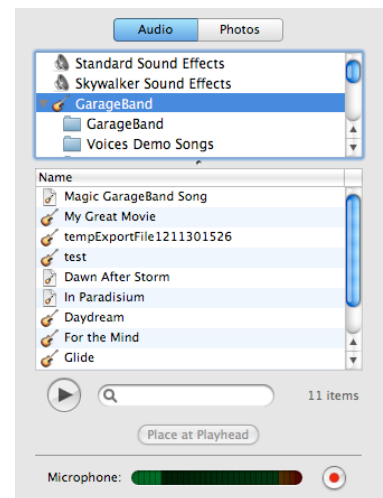 Audio Photos
Standard Sound Effects
Skywalker Sound Effects
GarageBand
GarageBand
Voices Demo Songs
Name
Magic GarageBand Song
My Great Movie
tempExportFile1211301526
test
Dawn After Storm
In Paradisium
Daydream
For the Mind
Glide
11 items
Place at Playhead
Microphone: